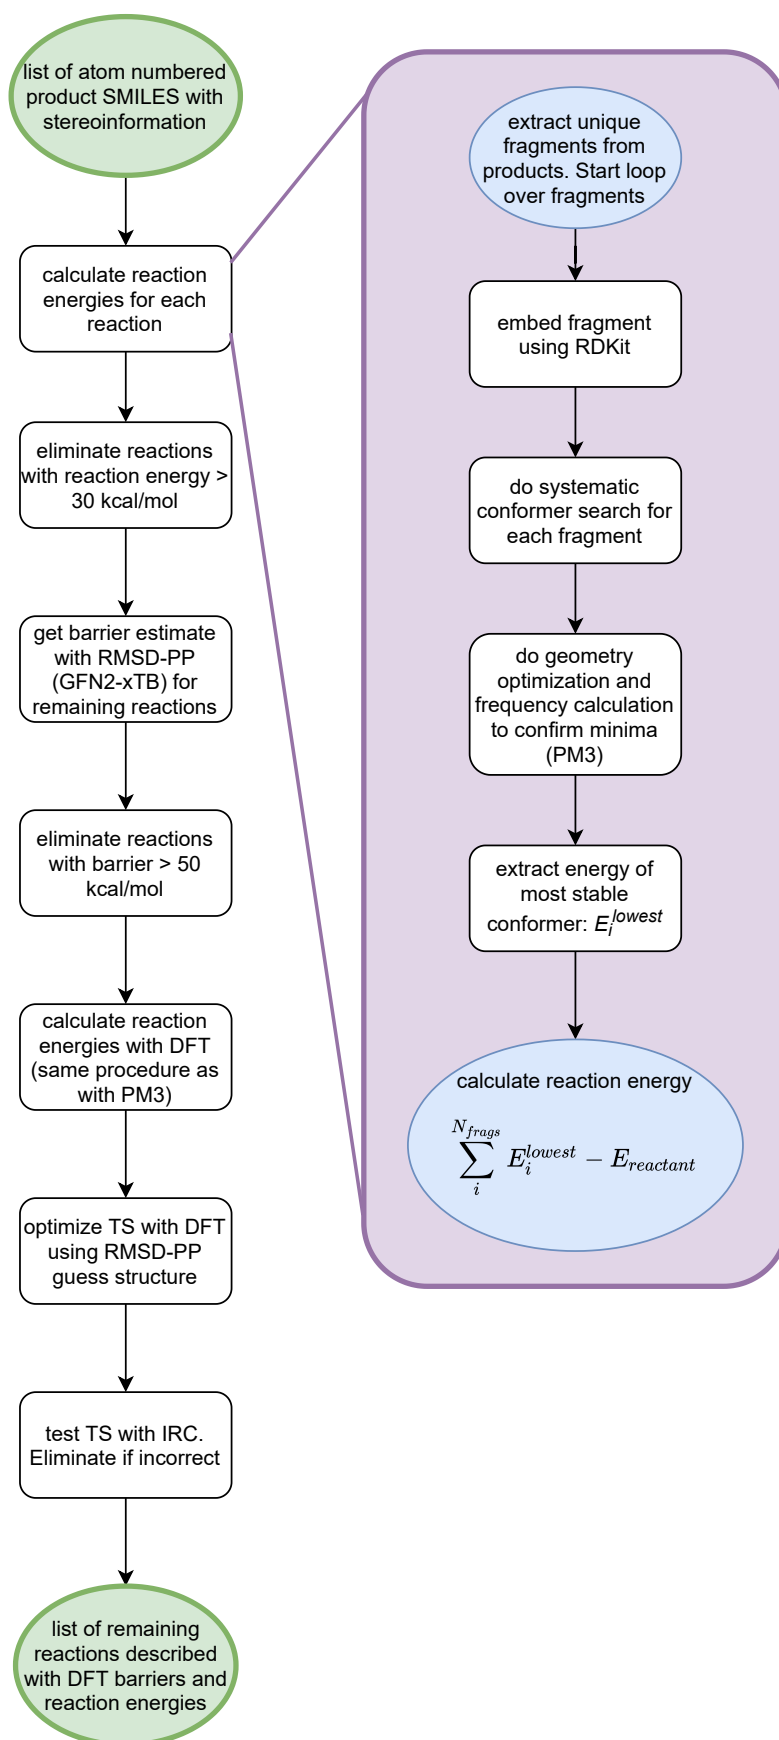 list of atom numbered
product SMILES with
stereoinformation
calculate reaction
energies for each
reaction
eliminate reactions
with reaction energy >
30 kcal/mol
get barrier estimate
with RMSD-PP
(GFN2-xTB) for
remaining reactions
eliminate reactions
with barrier > 50
kcal/mol
calculate reaction
energies with DFT
(same procedure as
with PM3)
optimize TS with DFT
using RMSD-PP
guess structure
test TS with IRC.
Eliminate if incorrect
list of remaining
reactions described
with DFT barriers and
reaction energies
extract unique
fragments from
products. Start loop
over fragments
embed fragment
using RDKit
do systematic
conformer search for
each fragment
do geometry
optimization and
frequency calculation
to confirm minima
(PM3)
extract energy of
most stable
conformer: E_i^lowest
calculate reaction energy
∑_i^{N_frags} E_i^lowest − E_reactant